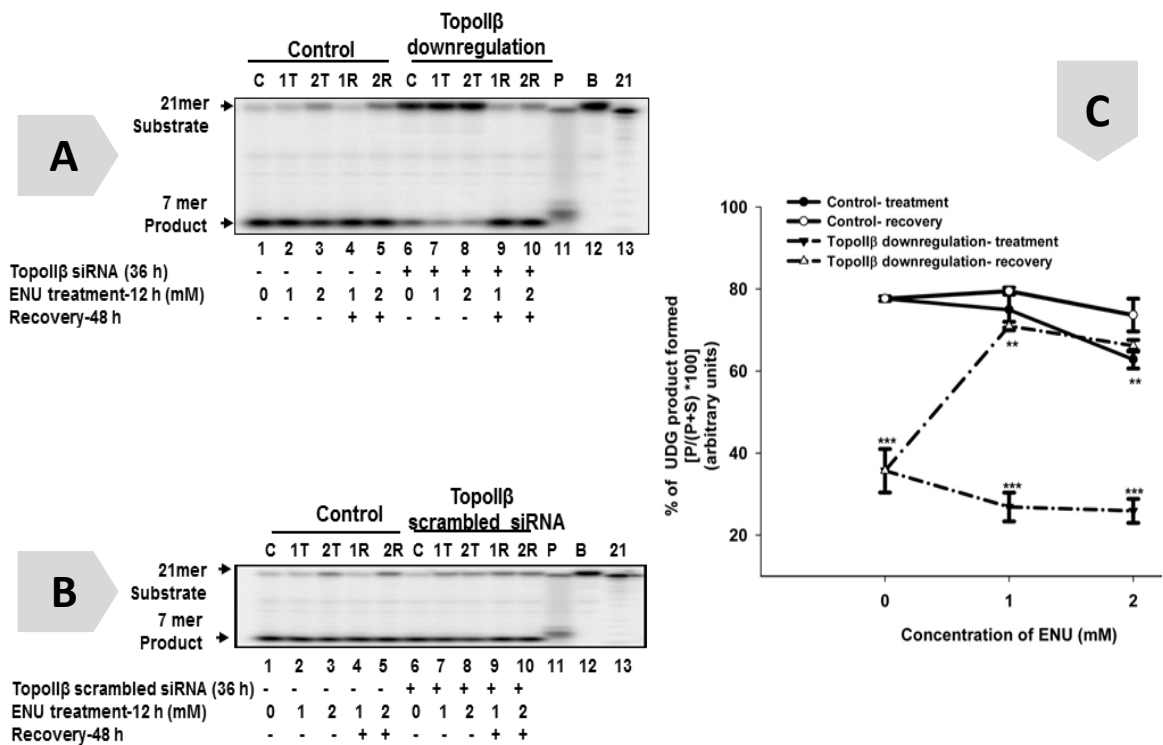 A
TopoIIβ
Control downregulation
C 1T 2T 1R 2R C 1T 2T 1R 2R P B 21
21mer
Substrate
7 mer
Product
1 2 3 4 5 6 7 8 9 10 11 12 13
TopoIIβ siRNA (36 h) - - - - - + + + + +
ENU treatment-12 h (mM) 0 1 2 1 2 0 1 2 1 2
Recovery-48 h - - - + + - - - + +
B
TopoIIβ
Control scrambled siRNA
C 1T 2T 1R 2R C 1T 2T 1R 2R P B 21
21mer
Substrate
7 mer
Product
1 2 3 4 5 6 7 8 9 10 11 12 13
TopoIIβ scrambled siRNA (36 h) - - - - - + + + + +
ENU treatment-12 h (mM) 0 1 2 1 2 0 1 2 1 2
Recovery-48 h - - - + + - - - + +
C
Control- treatment
Control- recovery
TopoIIβ downregulation- treatment
TopoIIβ downregulation- recovery
% of UDG product formed
[P/(P+S) *100]
(arbitrary units)
100
80
60
40
20
**
**
***
***
***
0 1 2
Concentration of ENU (mM)